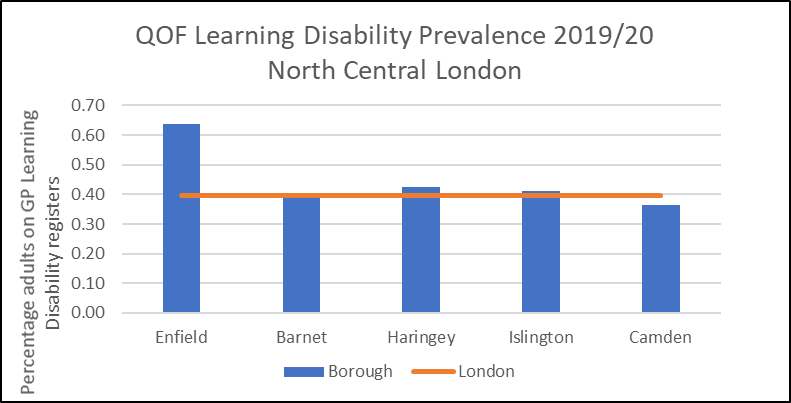 QOF Learning Disability Prevalence 2019/20
North Central London
Percentage adults on GP Learning
Disability registers
0.70
0.60
0.50
0.40
0.30
0.20
0.10
0.00
Enfield Barnet Haringey Islington Camden
Borough London